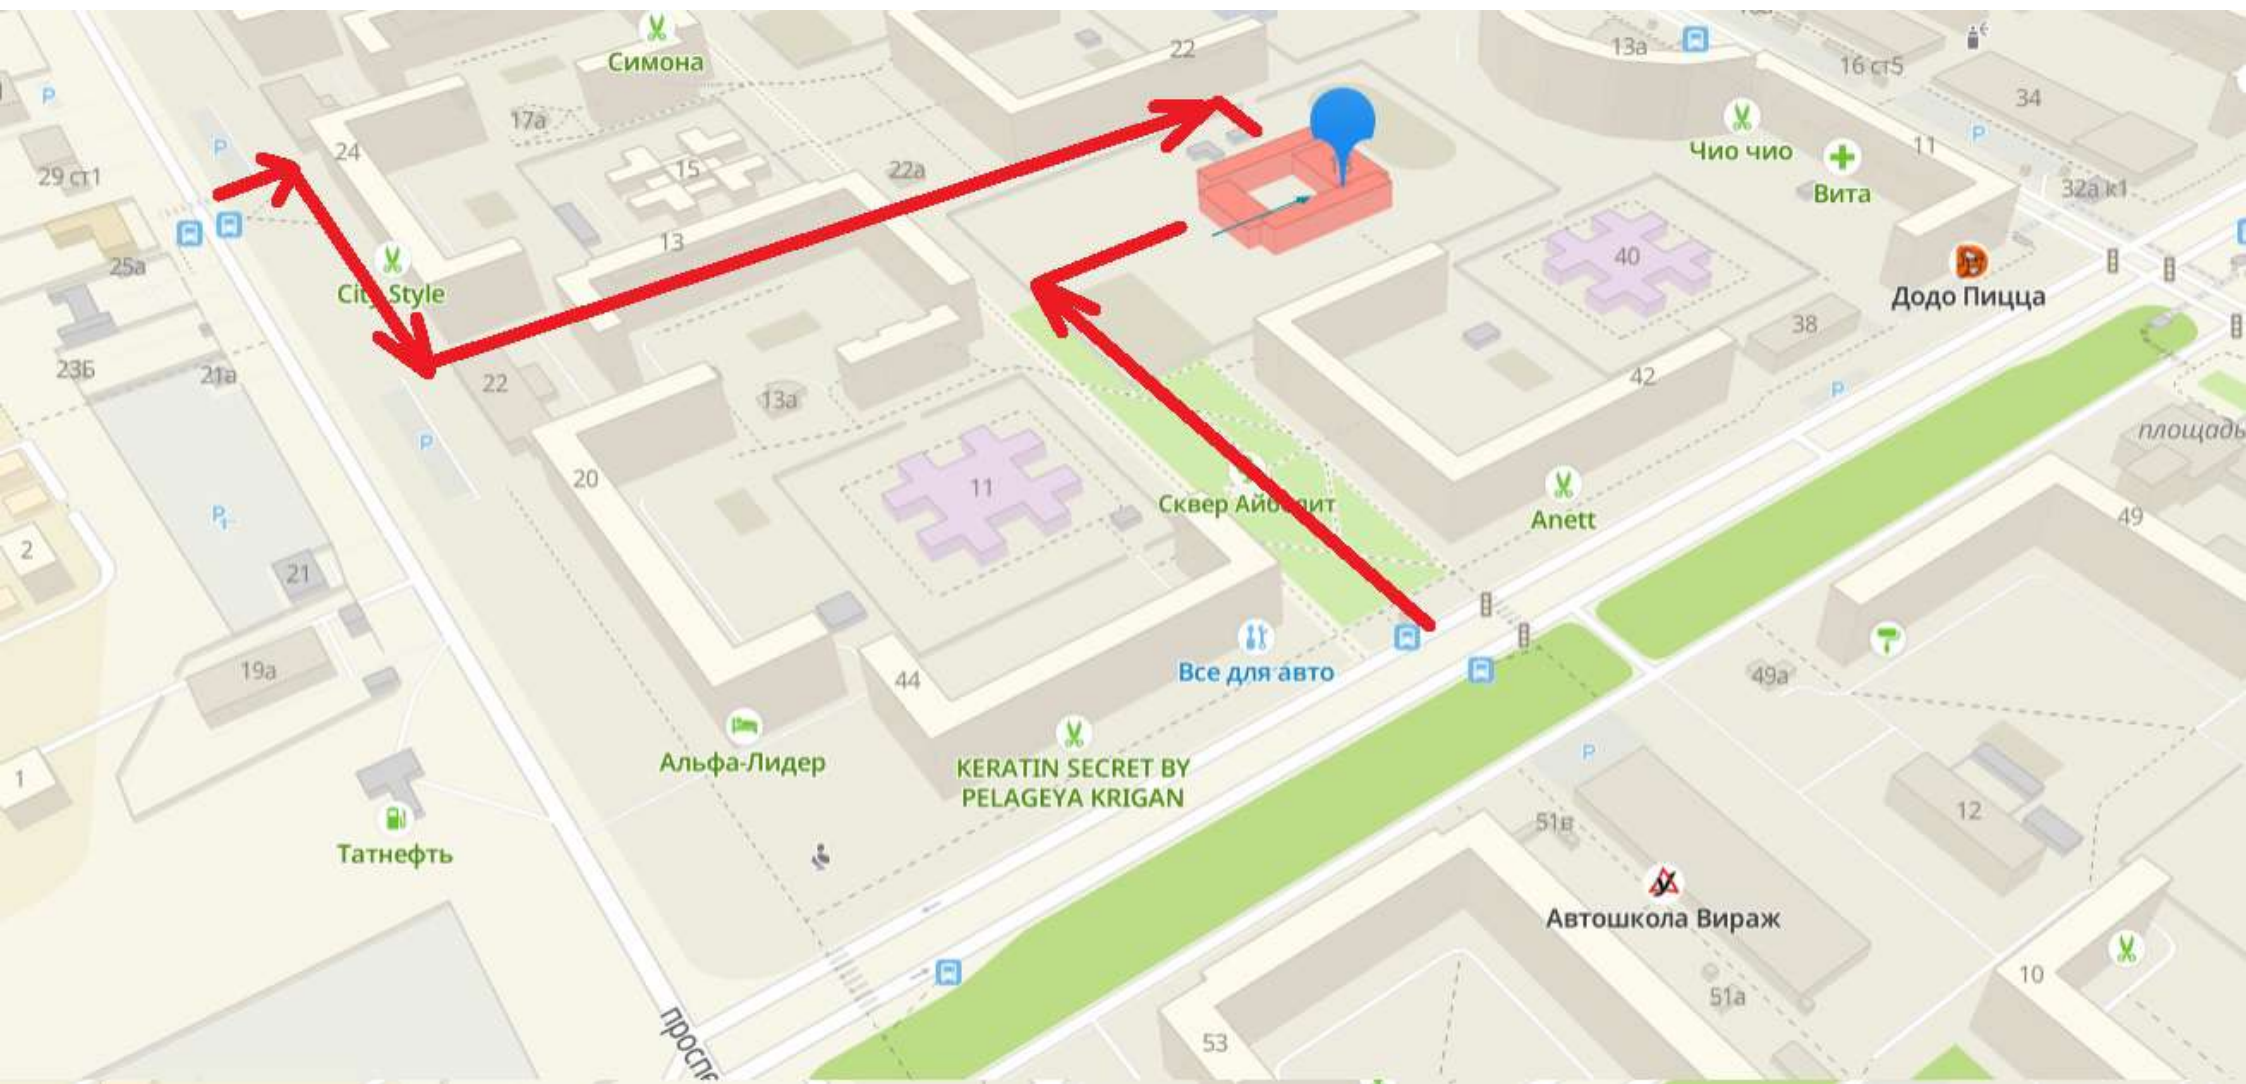 Симона
22
13а
16 ст5
34
P
17а
24
P
15
22а
Чио чио
Вита
11
P
29 ст1
32а к1
13
25а
City Style
40
Додо Пицца
38
23Б
21а
22
13а
42
P
P
20
11
Сквер Айболит
Anett
площадь
49
P
2
21
19а
44
Все для авто
49а
P
1
Альфа-Лидер
KERATIN SECRET BY
PELAGEYA KRIGAN
12
51в
Татнефть
Автошкола Вираж
10
51а
53